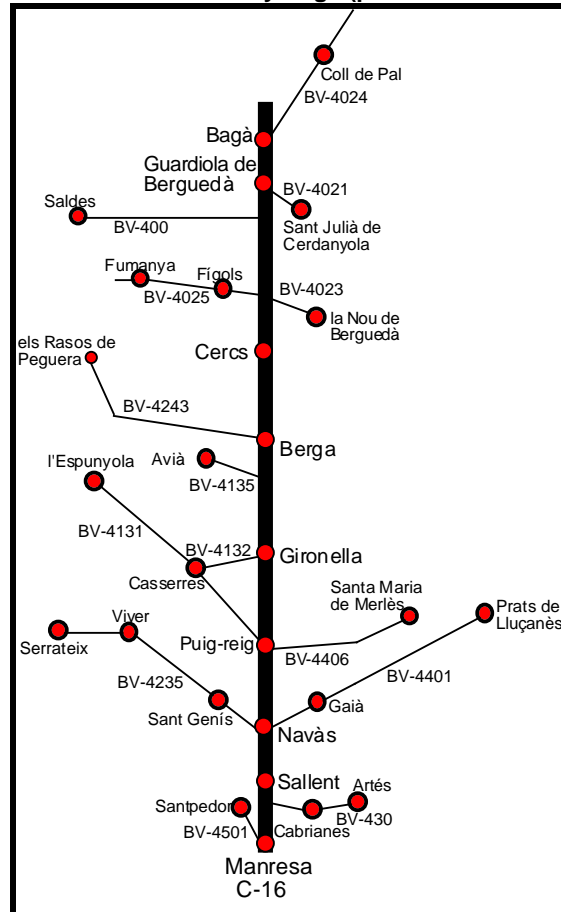 Coll de Pal
BV-4024
Bagà
Guardiola de
Berguedà
BV-4021
Saldes
BV-400
Sant Julià de
Cerdanyola
Fumanya
Fígols
BV-4025
BV-4023
la Nou de
Berguedà
els Rasos de
Peguera
Cercs
BV-4243
Berga
Avià
BV-4135
l'Espunyola
BV-4131
BV-4132
Gironella
Casserres
Santa Maria
de Merlès
Prats de
Lluçanès
Viver
Serrateix
Puig-reig
BV-4406
BV-4401
BV-4235
Sant Genís
Gaià
Navàs
Sallent
Artés
Santpedor
BV-430
BV-4501
Cabrianes
Manresa
C-16